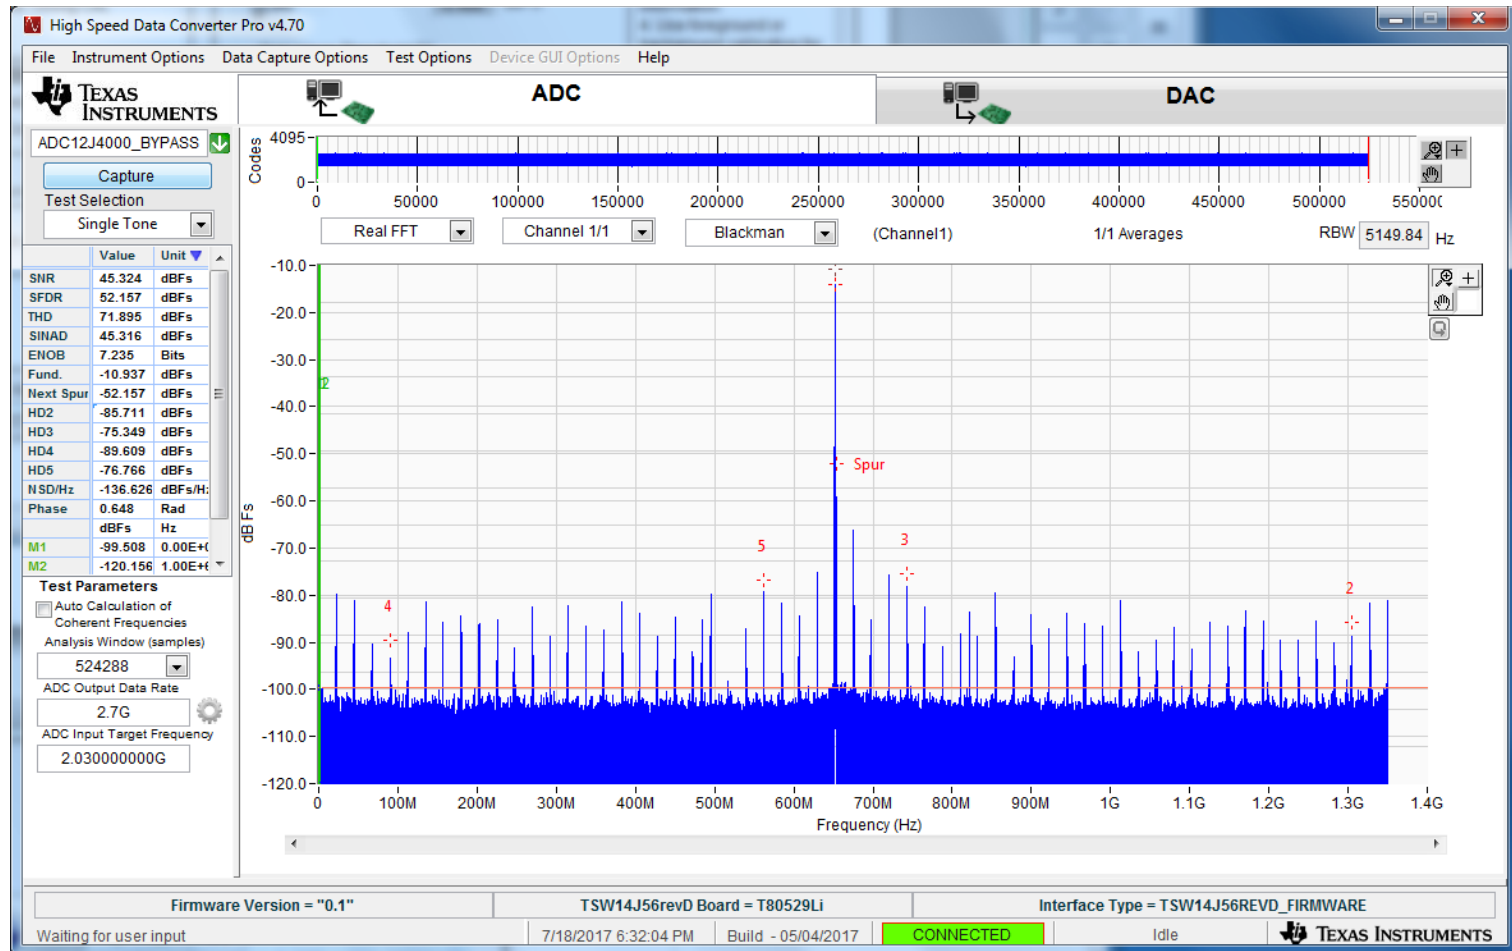 High Speed Data Converter Pro v4.70
File Instrument Options Data Capture Options Test Options Device GUI Options Help
TEXAS INSTRUMENTS
ADC
DAC
ADC12J4000_BYPASS
Capture
Test Selection
Single Tone
Value Unit
SNR 45.324 dBFs
SFDR 52.157 dBFs
THD 71.895 dBFs
SINAD 45.316 dBFs
ENOB 7.235 Bits
Fund. -10.937 dBFs
Next Spur -52.157 dBFs
HD2 -85.711 dBFs
HD3 -75.349 dBFs
HD4 -89.609 dBFs
HD5 -76.766 dBFs
NSD/Hz -136.626 dBFs/H
Phase 0.648 Rad
dBFs Hz
M1 -99.508 0.00E+
M2 -120.156 1.00E+
Test Parameters
Auto Calculation of
Coherent Frequencies
Analysis Window (samples)
524288
ADC Output Data Rate
2.7G
ADC Input Target Frequency
2.030000000G
Codes
4095
0
0 50000 100000 150000 200000 250000 300000 350000 400000 450000 500000 55000
Real FFT Channel 1/1 Blackman (Channel1) 1/1 Averages RBW 5149.84 Hz
dB Fs
-10.0
-20.0
-30.0
-40.0
-50.0
-60.0
-70.0
-80.0
-90.0
-100.0
-110.0
-120.0
2
Spur
5
3
4
2
0 100M 200M 300M 400M 500M 600M 700M 800M 900M 1G 1.1G 1.2G 1.3G 1.4G
Frequency (Hz)
Firmware Version = "0.1" TSW14J56revD Board = T80529Li Interface Type = TSW14J56REVD_FIRMWARE
Waiting for user input 7/18/2017 6:32:04 PM Build - 05/04/2017 CONNECTED Idle TEXAS INSTRUMENTS